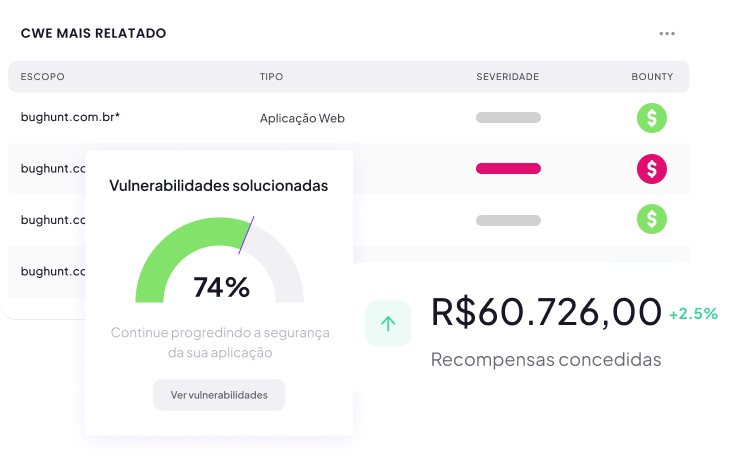 CWE MAIS RELATADO
ESCOPO TIPO SEVERIDADE BOUNTY
bughunt.com.br* Aplicação Web
bughunt.co
bughunt.co
bughunt.co
Vulnerabilidades solucionadas
74%
Continue progredindo a segurança
da sua aplicação
Ver vulnerabilidades
R$60.726,00 +2.5%
Recompensas concedidas